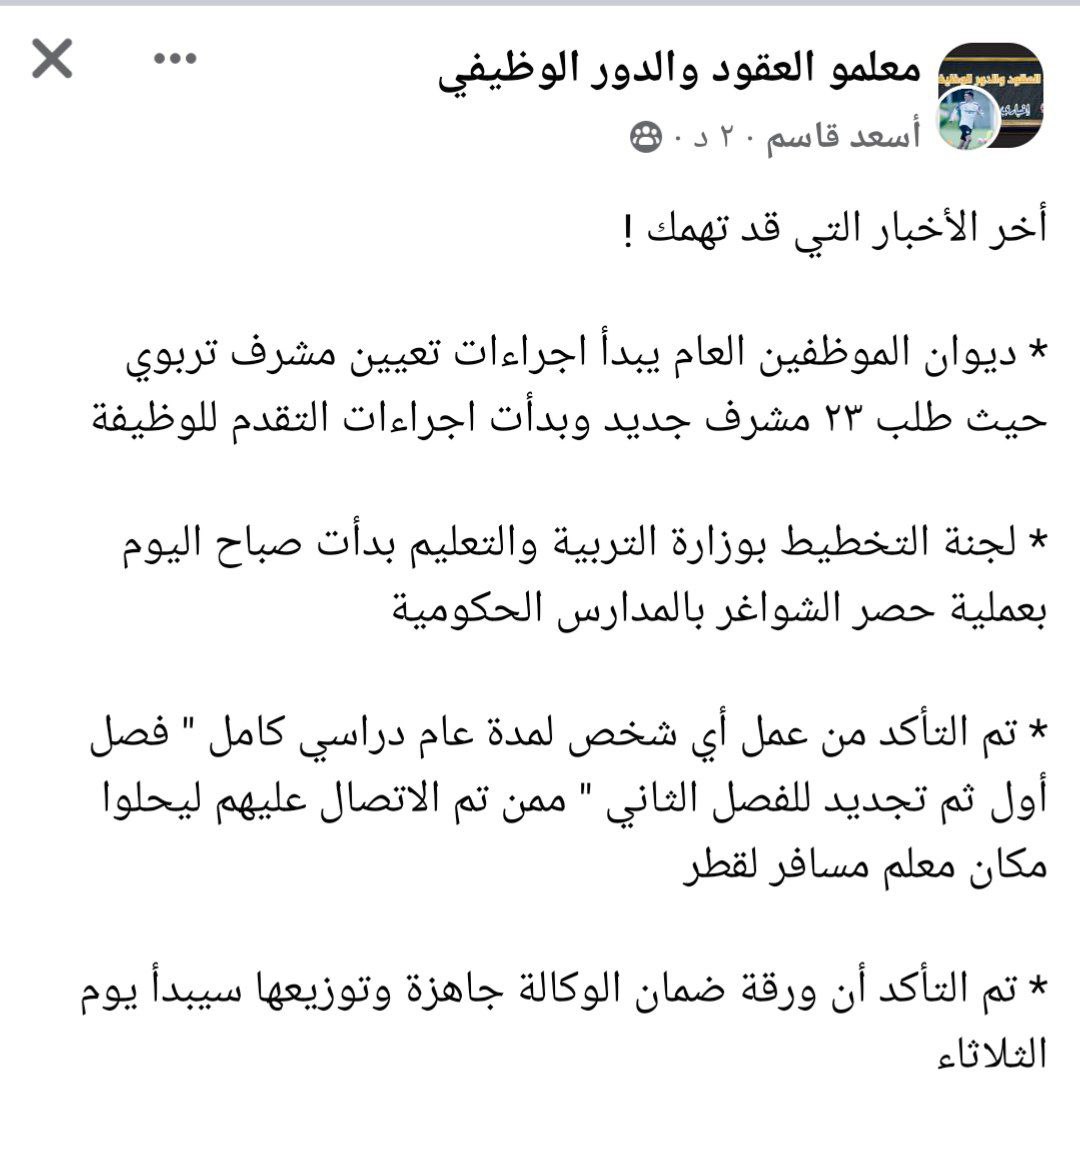 معلمو العقود والدور الوظيفي
أسعد قاسم · ٢ د ·
أخر الأخبار التي قد تهمك !
* ديوان الموظفين العام يبدأ اجراءات تعيين مشرف تربوي
حيث طلب ٢٣ مشرف جديد وبدأت اجراءات التقدم للوظيفة
* لجنة التخطيط بوزارة التربية والتعليم بدأت صباح اليوم
بعملية حصر الشواغر بالمدارس الحكومية
* تم التأكد من عمل أي شخص لمدة عام دراسي كامل " فصل
أول ثم تجديد للفصل الثاني " ممن تم الاتصال عليهم ليحلوا
مكان معلم مسافر لقطر
* تم التأكد أن ورقة ضمان الوكالة جاهزة وتوزيعها سيبدأ يوم
الثلاثاء